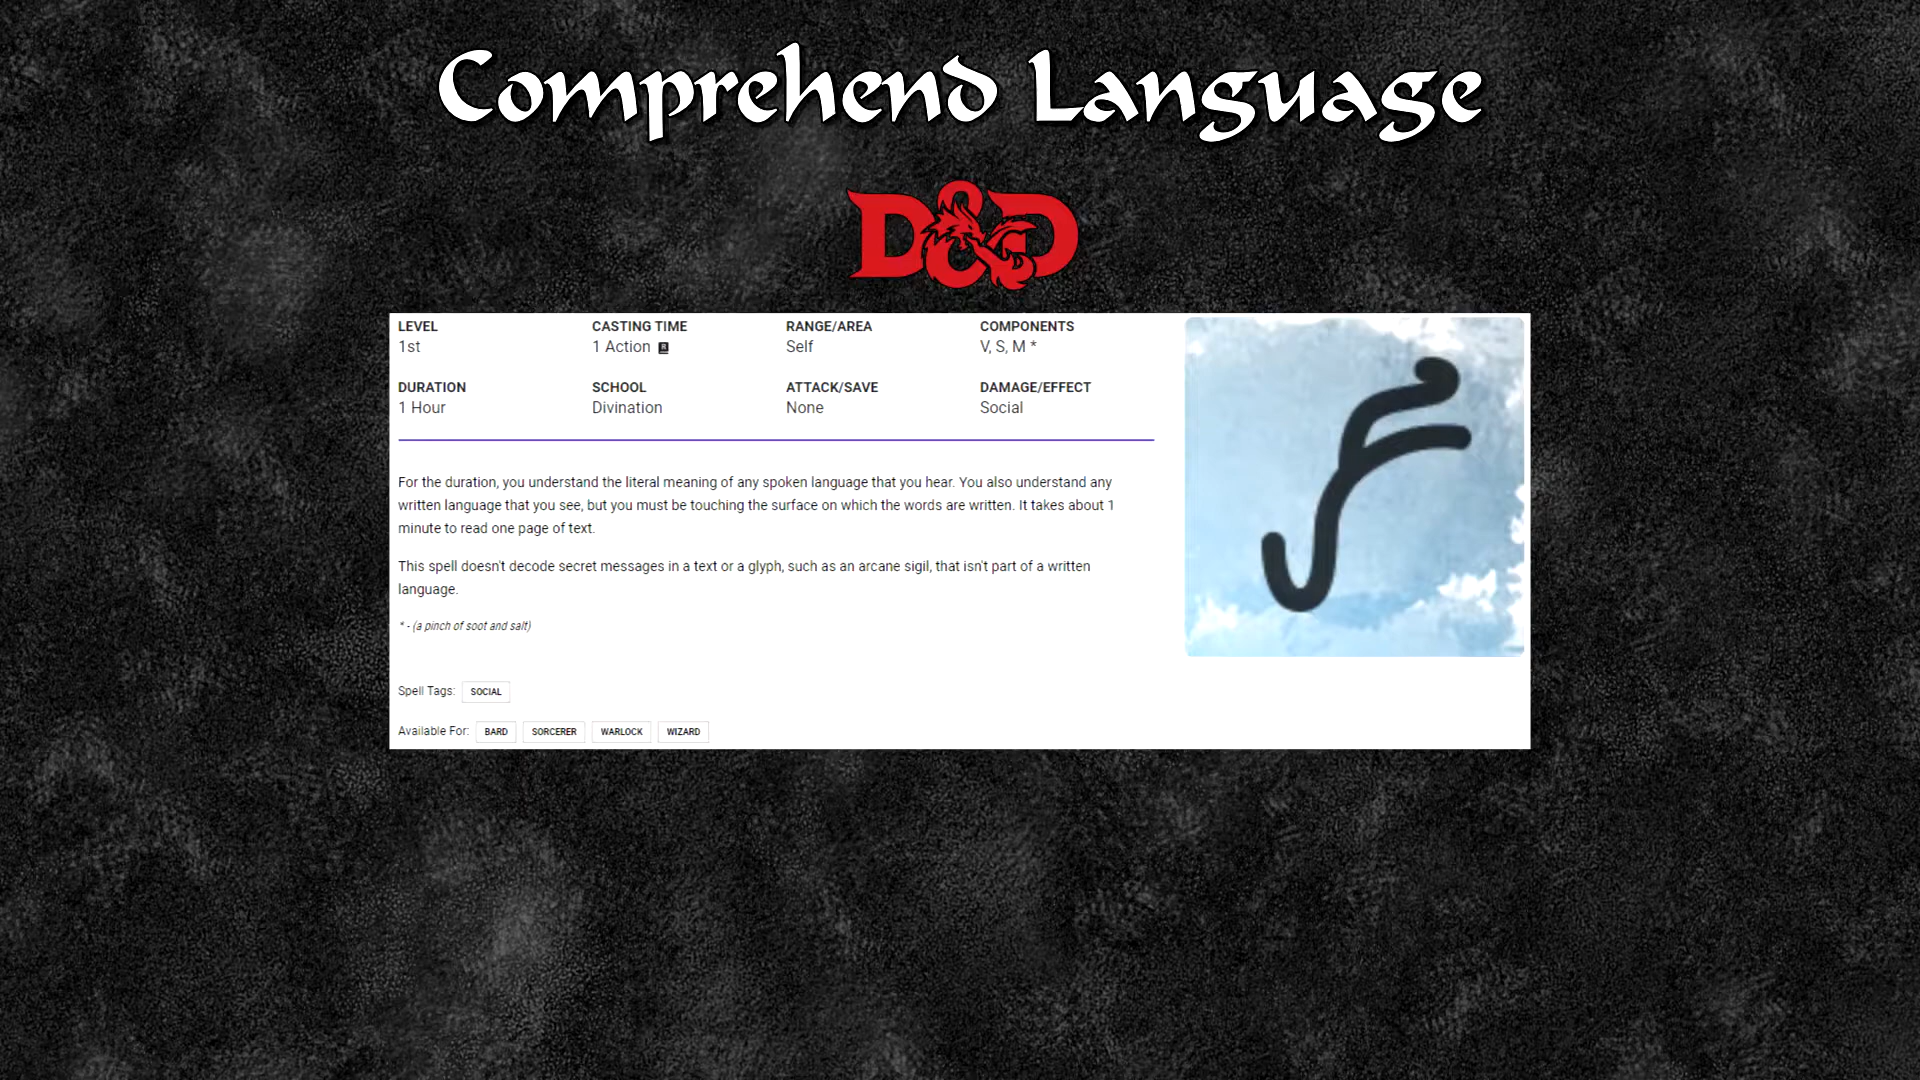 Comprehend Language
D&D
LEVEL CASTING TIME RANGE/AREA COMPONENTS
1st 1 Action Self V, S, M *
DURATION SCHOOL ATTACK/SAVE DAMAGE/EFFECT
1 Hour Divination None Social
For the duration, you understand the literal meaning of any spoken language that you hear. You also understand any
written language that you see, but you must be touching the surface on which the words are written. It takes about 1
minute to read one page of text.
This spell doesn't decode secret messages in a text or a glyph, such as an arcane sigil, that isn't part of a written
language.
* - (a pinch of soot and salt)
Spell Tags: SOCIAL
Available For: BARD SORCERER WARLOCK WIZARD